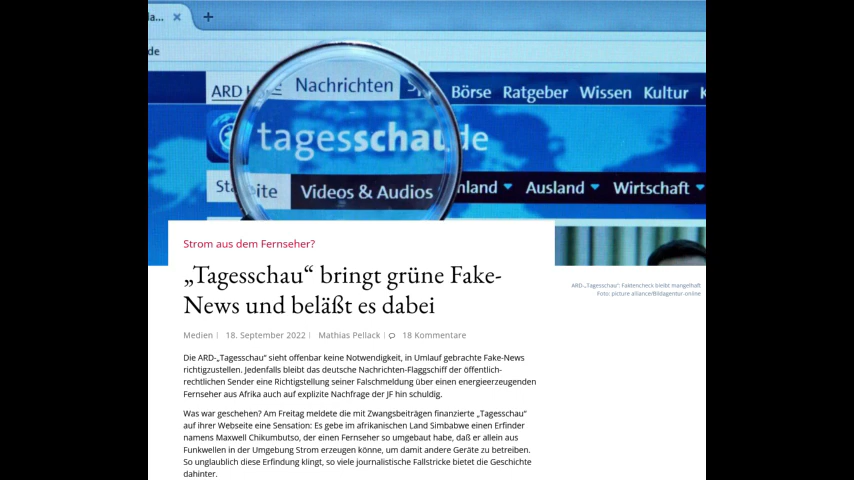 de
ARD
Nachrichten
Börse Ratgeber Wissen Kultur
tagesschau.de
Videos & Audios
Ausland Wirtschaft
Strom aus dem Fernseher?
„Tagesschau“ bringt grüne Fake-
News und beläßt es dabei
ARD-„Tagesschau“: Faktencheck bleibt mangelhaft
Foto: picture alliance/Bildagentur-online
Medien | 18. September 2022 | Mathias Pellack | 18 Kommentare
Die ARD-„Tagesschau“ sieht offenbar keine Notwendigkeit, in Umlauf gebrachte Fake-News
richtigzustellen. Jedenfalls bleibt das deutsche Nachrichten-Flaggschiff der öffentlich-
rechtlichen Sender eine Richtigstellung seiner Falschmeldung über einen energieerzeugenden
Fernseher aus Afrika auch auf explizite Nachfrage der JF hin schuldig.
Was war geschehen? Am Freitag meldete die mit Zwangsbeiträgen finanzierte „Tagesschau“
auf ihrer Webseite eine Sensation: Es gebe im afrikanischen Land Simbabwe einen Erfinder
namens Maxwell Chikumbutso, der einen Fernseher so umgebaut habe, daß er allein aus
Funkwellen in der Umgebung Strom erzeugen könne, um damit andere Geräte zu betreiben.
So unglaublich diese Erfindung klingt, so viele journalistische Fallstricke bietet die Geschichte
dahinter.